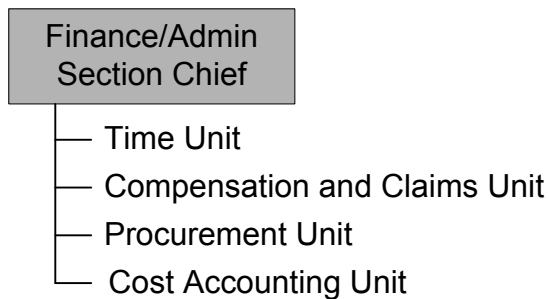 Finance/Admin
Section Chief
Time Unit
Compensation and Claims Unit
Procurement Unit
Cost Accounting Unit